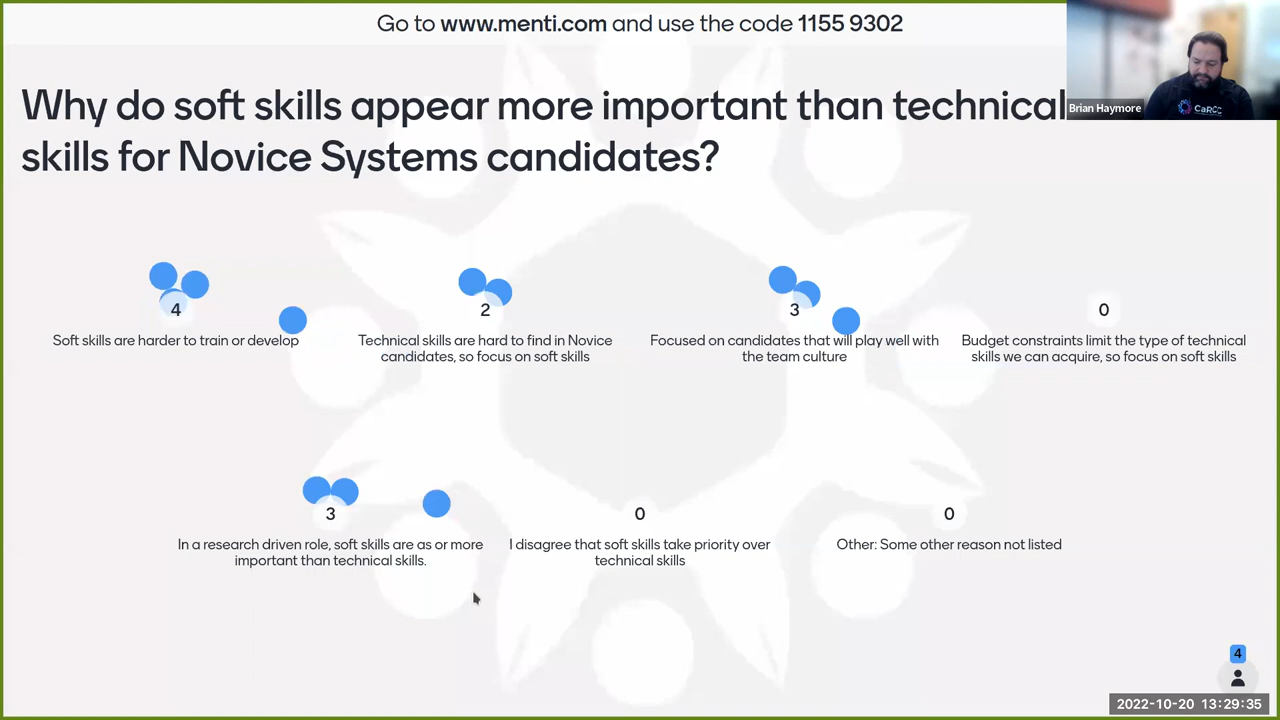 Go to www.menti.com and use the code 1155 9302
Why do soft skills appear more important than technical
skills for Novice Systems candidates?
Brian Haymore
CaRCC
4
Soft skills are harder to train or develop
2
Technical skills are hard to find in Novice
candidates, so focus on soft skills
3
Focused on candidates that will play well with
the team culture
0
Budget constraints limit the type of technical
skills we can acquire, so focus on soft skills
3
In a research driven role, soft skills are as or more
important than technical skills.
0
I disagree that soft skills take priority over
technical skills
0
Other: Some other reason not listed
4
2022-10-20 13:29:35